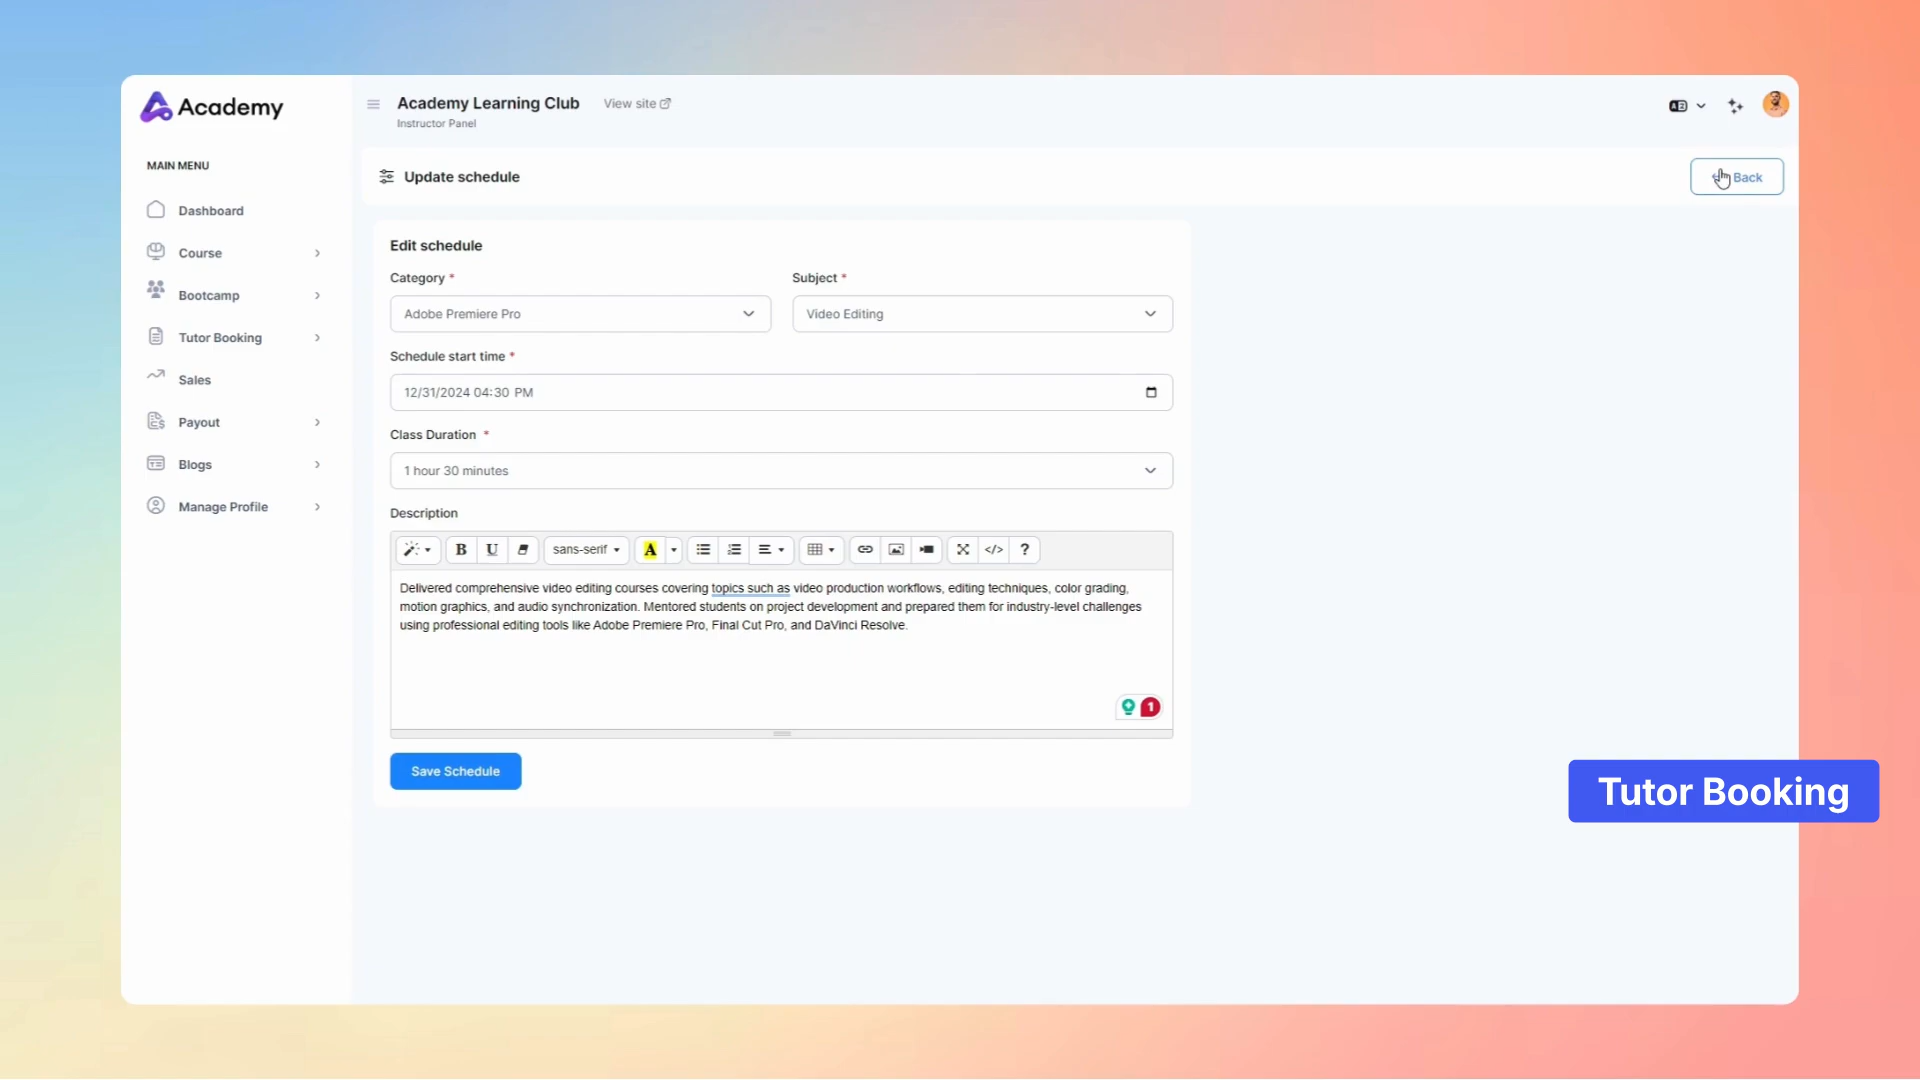 Academy
MAIN MENU
Dashboard
Course
Bootcamp
Tutor Booking
Sales
Payout
Blogs
Manage Profile
Academy Learning Club
View site
Instructor Panel
Update schedule
Back
Edit schedule
Category *
Subject *
Adobe Premiere Pro
Video Editing
Schedule start time *
12/31/2024 04:30 PM
Class Duration *
1 hour 30 minutes
Description
B U sans-serif A </> ?
Delivered comprehensive video editing courses covering topics such as video production workflows, editing techniques, color grading,
motion graphics, and audio synchronization. Mentored students on project development and prepared them for industry-level challenges
using professional editing tools like Adobe Premiere Pro, Final Cut Pro, and DaVinci Resolve.
1
Save Schedule
Tutor Booking